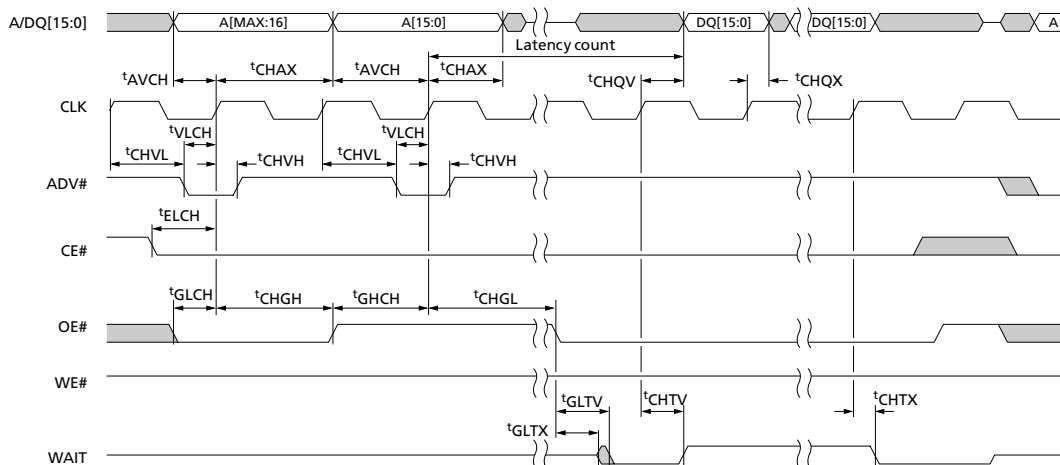 A/DQ[15:0] A[MAX:16] A[15:0] DQ[15:0] DQ[15:0] A
Latency count
tAVCH tCHAX tAVCH tCHAX tCHQV tCHQX
CLK
tVLCH tVLCH
tCHVL tCHVH tCHVL tCHVH
ADV#
tELCH
CE#
tGLCH tCHGH tGHCH tCHGL
OE#
WE#
tGLTV tCHTV tCHTX
tGLTX
WAIT